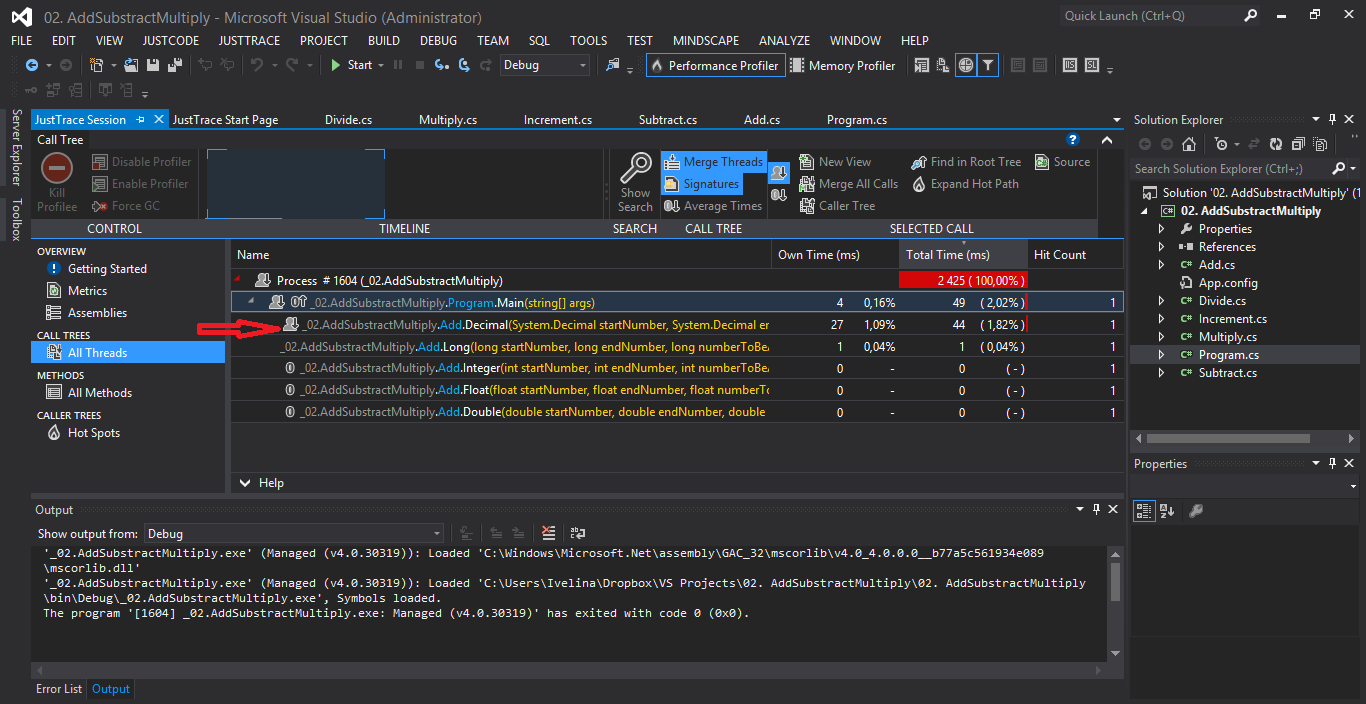 02. AddSubstractMultiply - Microsoft Visual Studio (Administrator)
Quick Launch (Ctrl+Q)
FILE EDIT VIEW JUSTCODE JUSTTRACE PROJECT BUILD DEBUG TEAM SQL TOOLS TEST MINDSCAPE ANALYZE WINDOW HELP
Start Debug Performance Profiler Memory Profiler
Server Explorer
Toolbox
JustTrace Session JustTrace Start Page Divide.cs Multiply.cs Increment.cs Subtract.cs Add.cs Program.cs
Call Tree
Kill
Profilee
Disable Profiler
Enable Profiler
Force GC
Show
Search
Merge Threads
Signatures
Average Times
New View
Merge All Calls
Caller Tree
Find in Root Tree
Expand Hot Path
Source
CONTROL TIMELINE SEARCH CALL TREE SELECTED CALL
OVERVIEW
Getting Started
Metrics
Assemblies
CALL TREES
All Threads
METHODS
All Methods
CALLER TREES
Hot Spots
Name Own Time (ms) Total Time (ms) Hit Count
Process # 1604 (_02.AddSubstractMultiply) 2 425 ( 100,00% )
_02.AddSubstractMultiply.Program.Main(string[] args) 4 0,16% 49 ( 2,02% ) 1
_02.AddSubstractMultiply.Add.Decimal(System.Decimal startNumber, System.Decimal er 27 1,09% 44 ( 1,82% ) 1
_02.AddSubstractMultiply.Add.Long(long startNumber, long endNumber, long numberToBeA 1 0,04% 1 ( 0,04% ) 1
_02.AddSubstractMultiply.Add.Integer(int startNumber, int endNumber, int numberToBeA 0 - 0 ( - ) 1
_02.AddSubstractMultiply.Add.Float(float startNumber, float endNumber, float numberTo 0 - 0 ( - ) 1
_02.AddSubstractMultiply.Add.Double(double startNumber, double endNumber, double 0 - 0 ( - ) 1
Help
Output
Show output from: Debug
'_02.AddSubstractMultiply.exe' (Managed (v4.0.30319)): Loaded 'C:\Windows\Microsoft.Net\assembly\GAC_32\mscorlib\v4.0_4.0.0.0__b77a5c561934e089
\mscorlib.dll'
'_02.AddSubstractMultiply.exe' (Managed (v4.0.30319)): Loaded 'C:\Users\Ivelina\Dropbox\VS Projects\02. AddSubstractMultiply\02. AddSubstractMultiply
\bin\Debug\_02.AddSubstractMultiply.exe', Symbols loaded.
The program '[1604] _02.AddSubstractMultiply.exe: Managed (v4.0.30319)' has exited with code 0 (0x0).
Error List Output
Solution Explorer
Search Solution Explorer (Ctrl+;)
Solution '02. AddSubstractMultiply' (1
02. AddSubstractMultiply
Properties
References
Add.cs
App.config
Divide.cs
Increment.cs
Multiply.cs
Program.cs
Subtract.cs
Properties